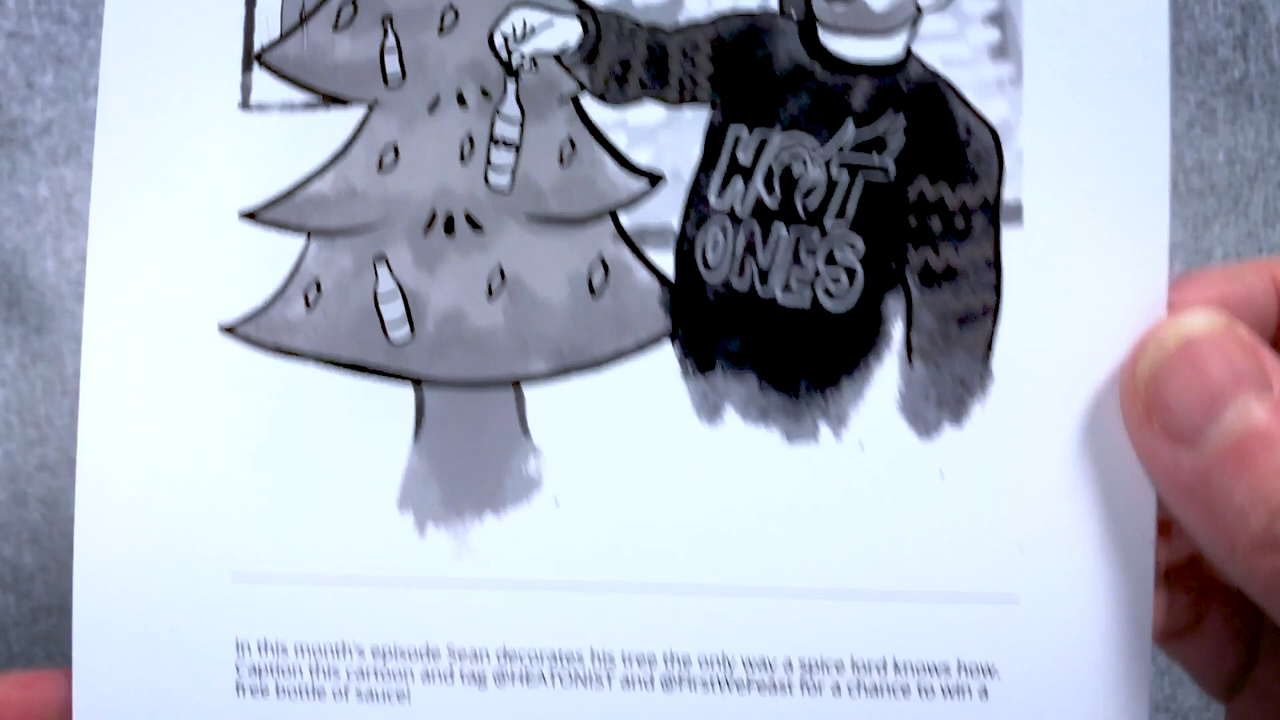 HOT
ONES
In this month's episode Sean decorates his tree the only way a spice lord knows how.
Caption this cartoon and tag @HEATONIST and @FirstWeFeast for a chance to win a
free bottle of sauce!